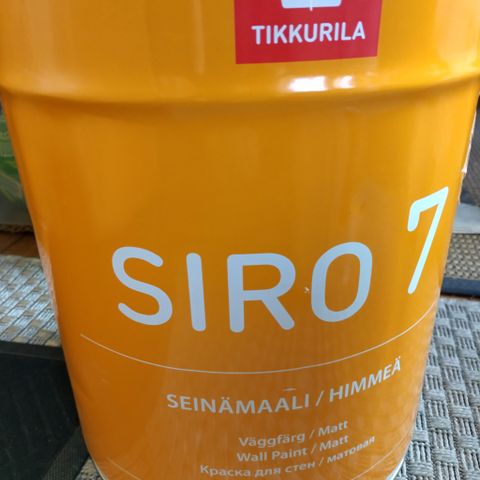 TIKKURILA
SIRO 7
SEINÄMAALI / HIMMEÄ
Väggfärg / Matt
Wall Paint / Matt
Краска для стен / матовая